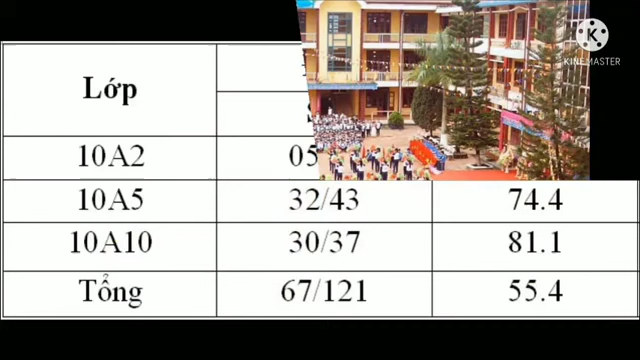 KINEMASTER
Lớp
10A2 05
10A5 32/43 74.4
10A10 30/37 81.1
Tổng 67/121 55.4